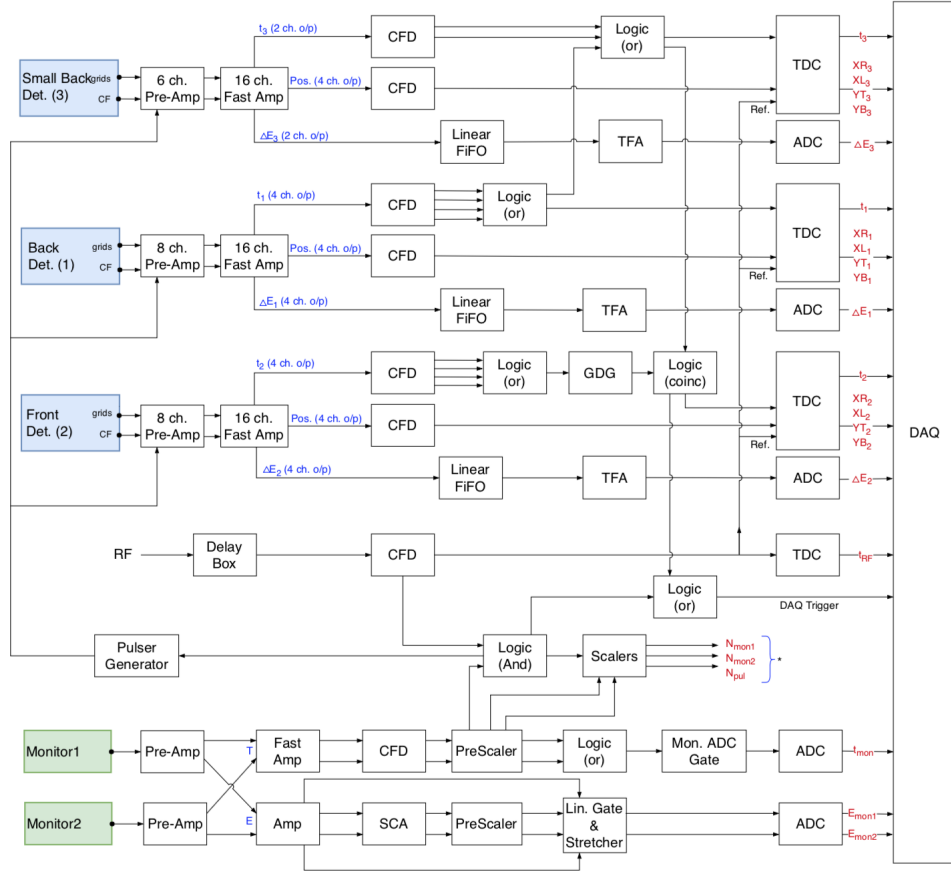 t3 (2 ch. o/p)
CFD
Logic
(or)
t3
Small Back
Det. (3)
grids
CF
6 ch.
Pre-Amp
16 ch.
Fast Amp
Pos. (4 ch. o/p)
CFD
TDC
Ref.
XR3
XL3
YT3
YB3
△E3 (2 ch. o/p)
Linear
FiFO
TFA
ADC
△E3
t1 (4 ch. o/p)
CFD
Logic
(or)
t1
Back
Det. (1)
grids
CF
8 ch.
Pre-Amp
16 ch.
Fast Amp
Pos. (4 ch. o/p)
CFD
TDC
Ref.
XR1
XL1
YT1
YB1
△E1 (4 ch. o/p)
Linear
FiFO
TFA
ADC
△E1
t2 (4 ch. o/p)
CFD
Logic
(or)
GDG
Logic
(coinc)
t2
Front
Det. (2)
grids
CF
8 ch.
Pre-Amp
16 ch.
Fast Amp
Pos. (4 ch. o/p)
CFD
TDC
Ref.
XR2
XL2
YT2
YB2
DAQ
△E2 (4 ch. o/p)
Linear
FiFO
TFA
ADC
△E2
RF
Delay
Box
CFD
TDC
tRF
Logic
(or)
DAQ Trigger
Pulser
Generator
Logic
(And)
Scalers
Nmon1
Nmon2
Npul
*
Monitor1
Pre-Amp
T
Fast
Amp
CFD
PreScaler
Logic
(or)
Mon. ADC
Gate
ADC
tmon
Monitor2
Pre-Amp
E
Amp
SCA
PreScaler
Lin. Gate
&
Stretcher
ADC
Emon1
Emon2